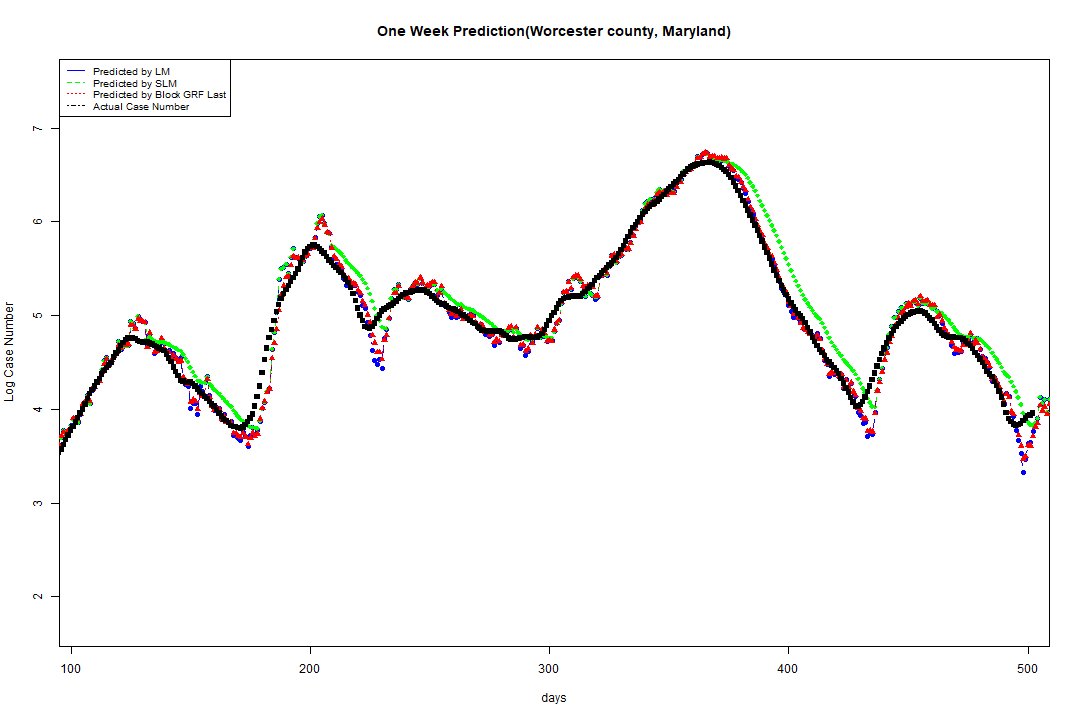 One Week Prediction(Worcester county, Maryland)
Predicted by LM
Predicted by SLM
Predicted by Block GRF Last
Actual Case Number
Log Case Number
7
6
5
4
3
2
100 200 300 400 500
days